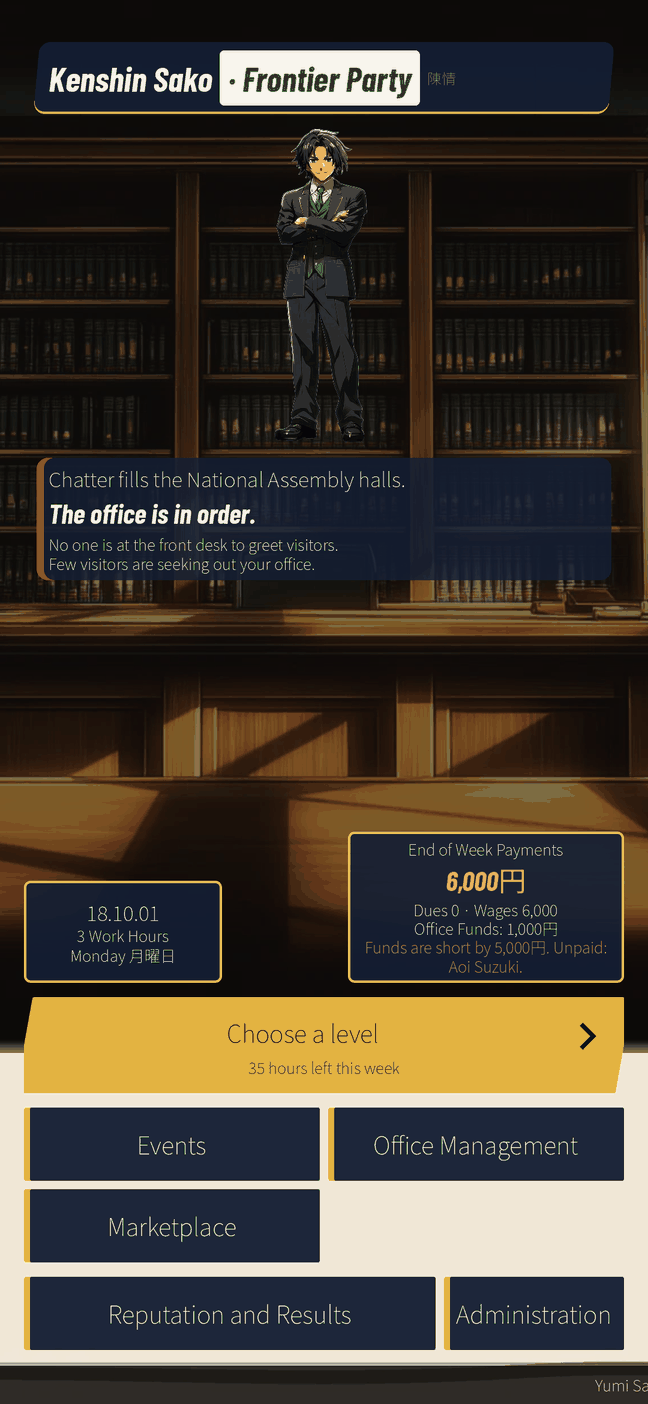 Kenshin Sako · Frontier Party 陳情
Chatter fills the National Assembly halls.
The office is in order.
No one is at the front desk to greet visitors.
Few visitors are seeking out your office.
End of Week Payments
6,000円
Dues 0 · Wages 6,000
Office Funds: 1,000円
Funds are short by 5,000円. Unpaid:
Aoi Suzuki.
18.10.01
3 Work Hours
Monday 月曜日
Choose a level
35 hours left this week
Events
Office Management
Marketplace
Reputation and Results
Administration
Yumi Sa